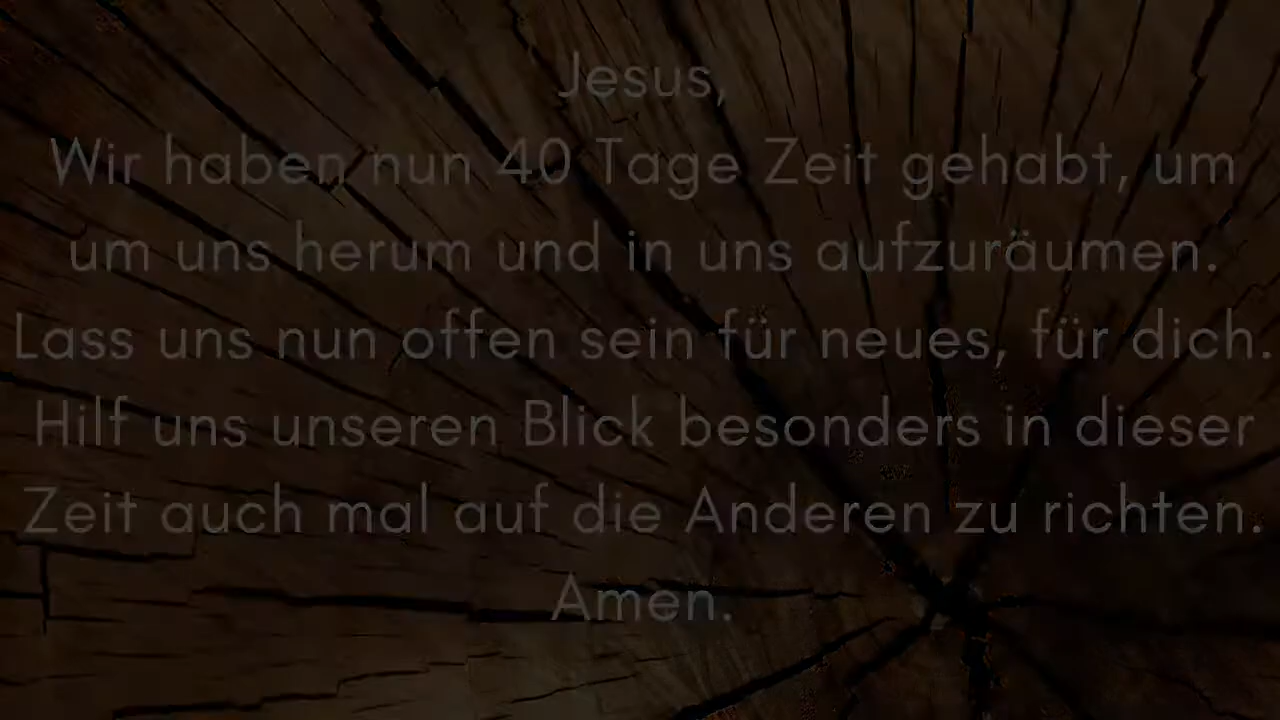 Jesus,
Wir haben nun 40 Tage Zeit gehabt, um
um uns herum und in uns aufzuräumen.
Lass uns nun offen sein für neues, für dich.
Hilf uns unseren Blick besonders in dieser
Zeit auch mal auf die Anderen zu richten.
Amen.